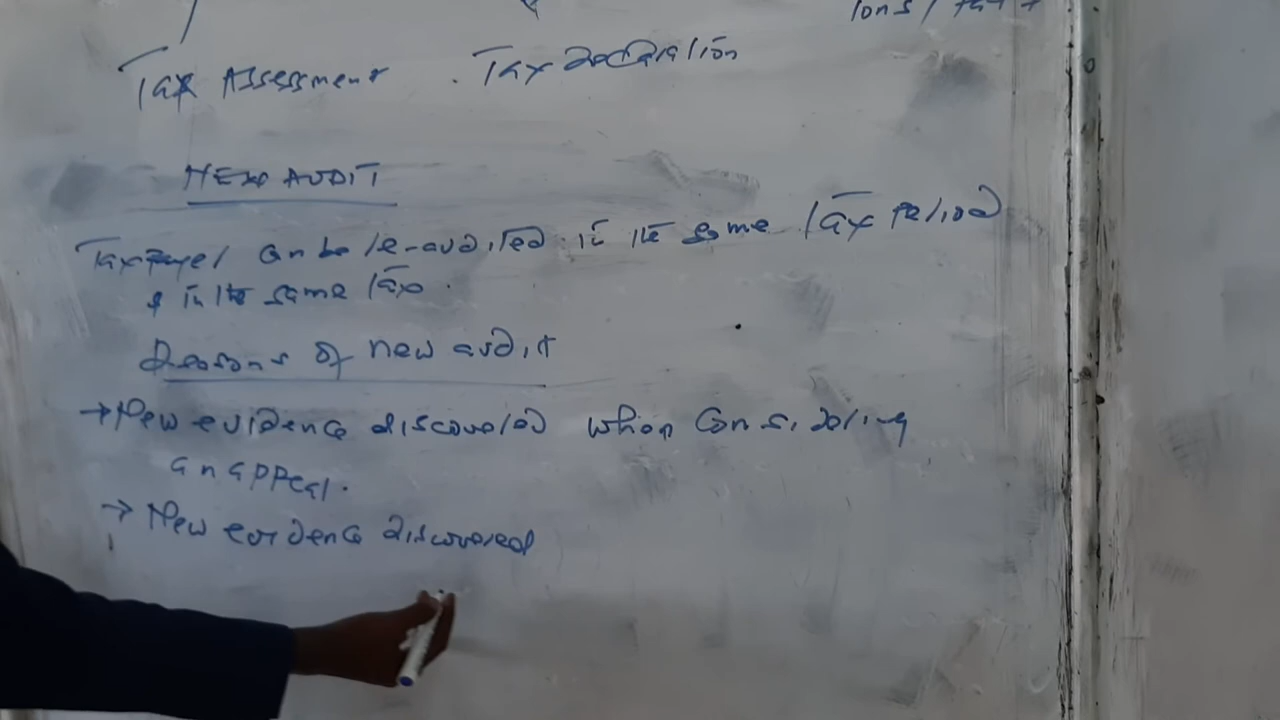 Tax Assessment . Tax Declaration
NEW AUDIT
Taxpayer can be re-audited in the same tax period
& in the same tax.
Reasons of new audit
→ New evidence discovered when considering
an appeal.
→ New evidence discovered